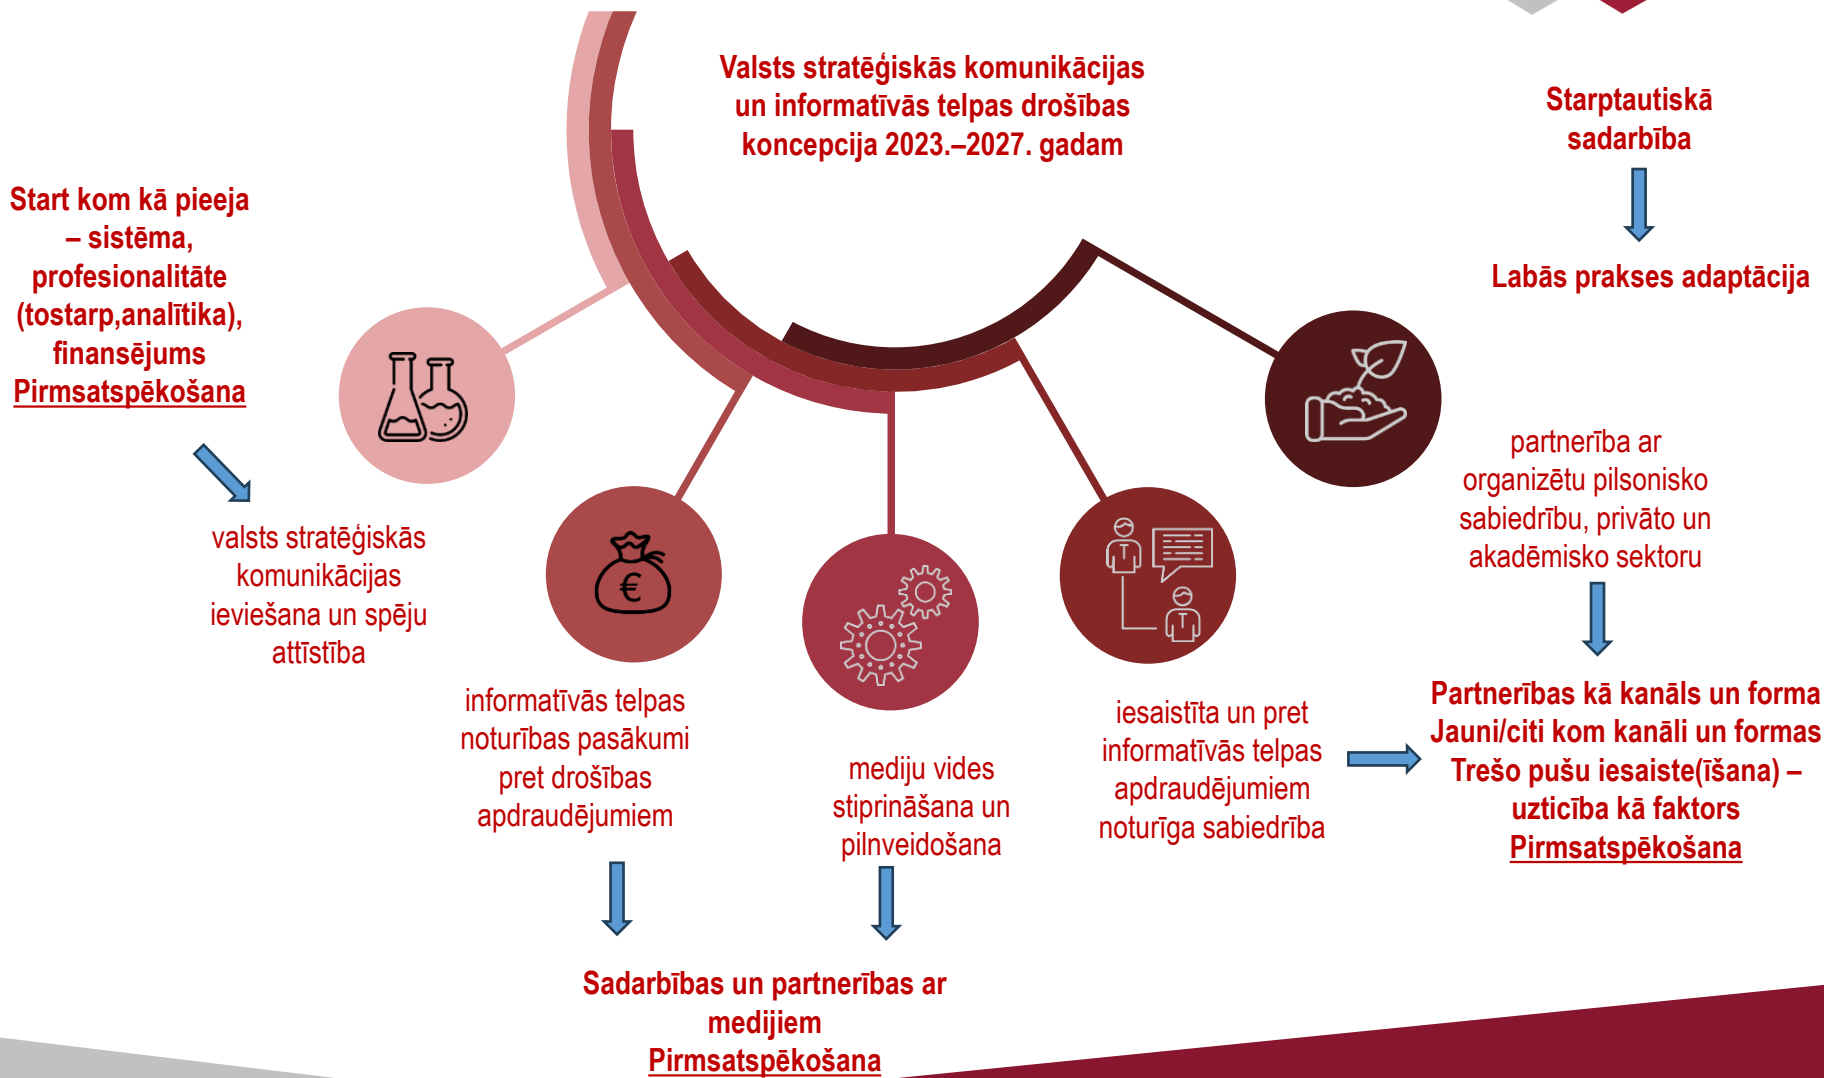 Valsts stratēģiskās komunikācijas
un informatīvās telpas drošības
koncepcija 2023.–2027. gadam
Starptautiskā
sadarbība
Labās prakses adaptācija
Start kom kā pieeja
– sistēma,
profesionalitāte
(tostarp,analītika),
finansējums
Pirmsatspēkošana
valsts stratēģiskās
komunikācijas
ieviešana un spēju
attīstība
€
informatīvās telpas
noturības pasākumi
pret drošības
apdraudējumiem
mediju vides
stiprināšana un
pilnveidošana
iesaistīta un pret
informatīvās telpas
apdraudējumiem
noturīga sabiedrība
partnerība ar
organizētu pilsonisko
sabiedrību, privāto un
akadēmisko sektoru
Partnerības kā kanāls un forma
Jauni/citi kom kanāli un formas
Trešo pušu iesaiste(īšana) –
uzticība kā faktors
Pirmsatspēkošana
Sadarbības un partnerības ar
medijiem
Pirmsatspēkošana